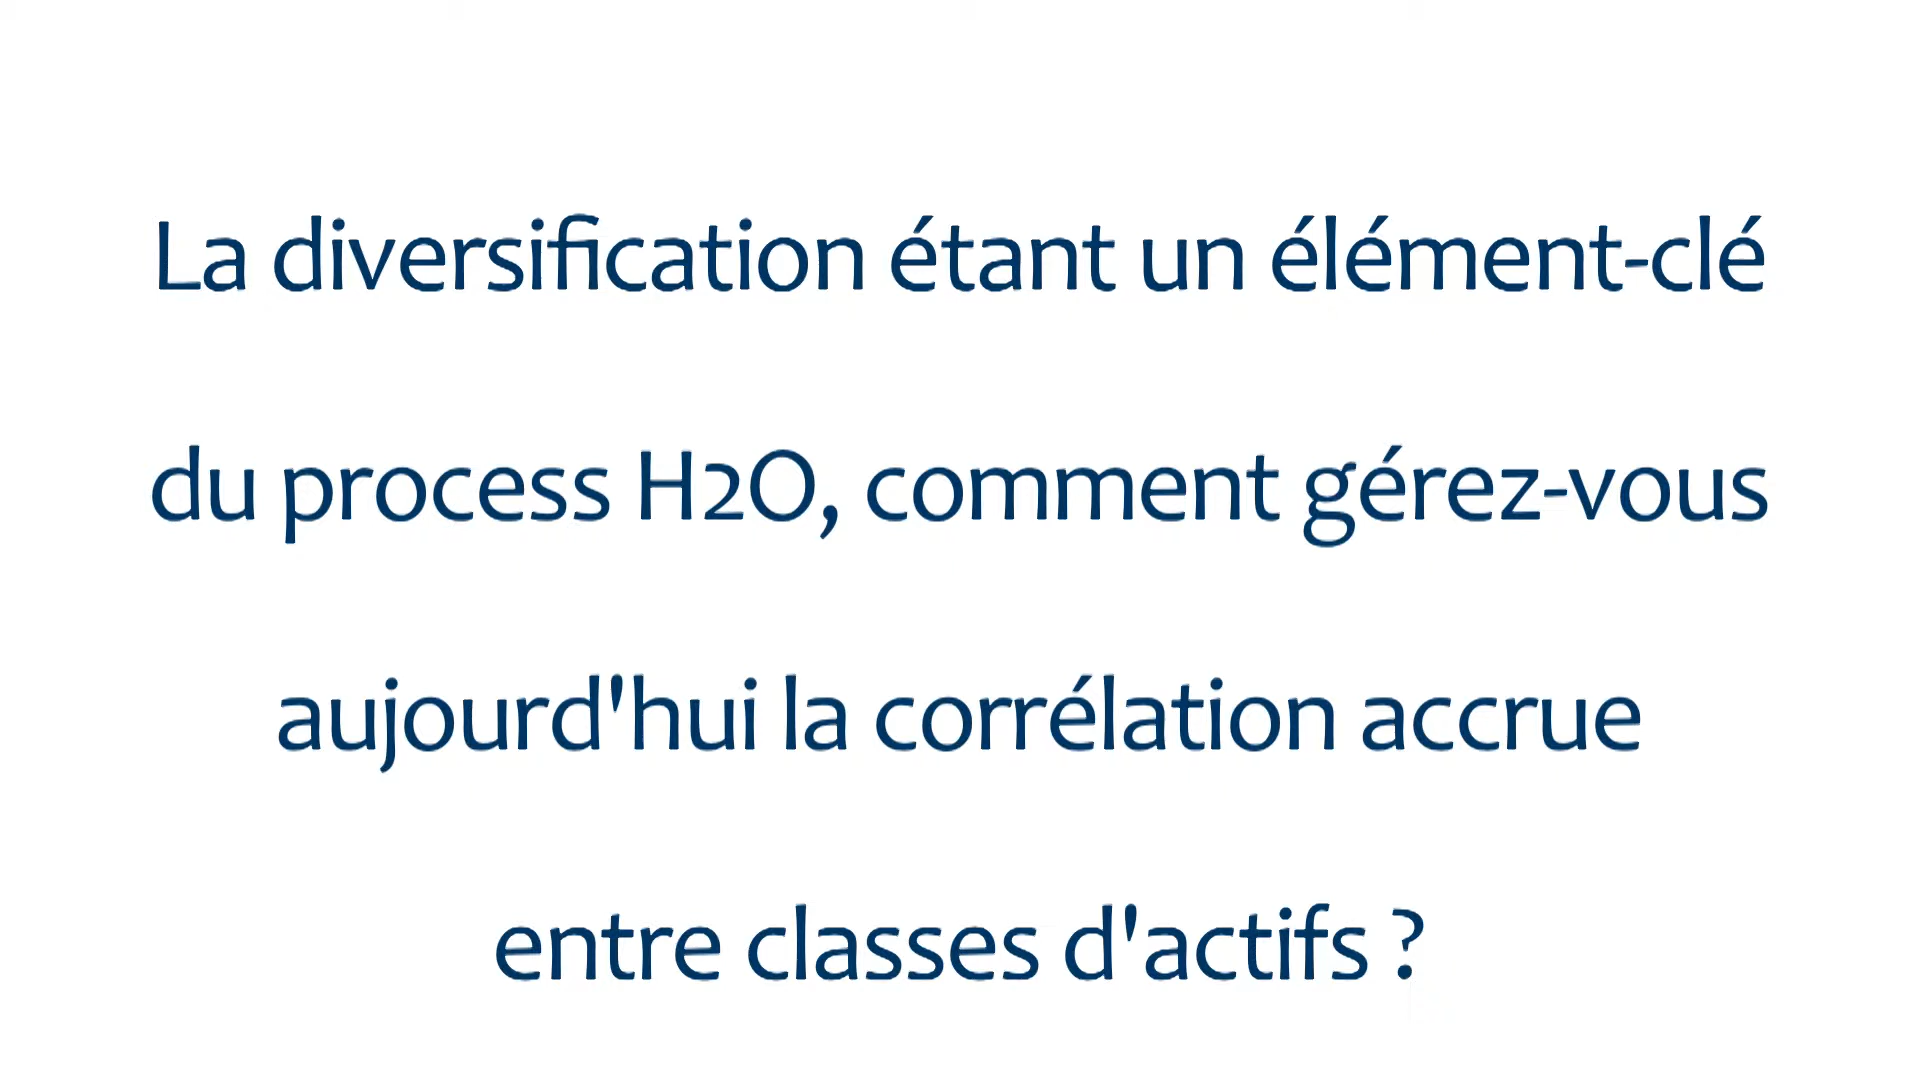 La diversification étant un élément-clé
du process H2O, comment gérez-vous
aujourd'hui la corrélation accrue
entre classes d'actifs ?